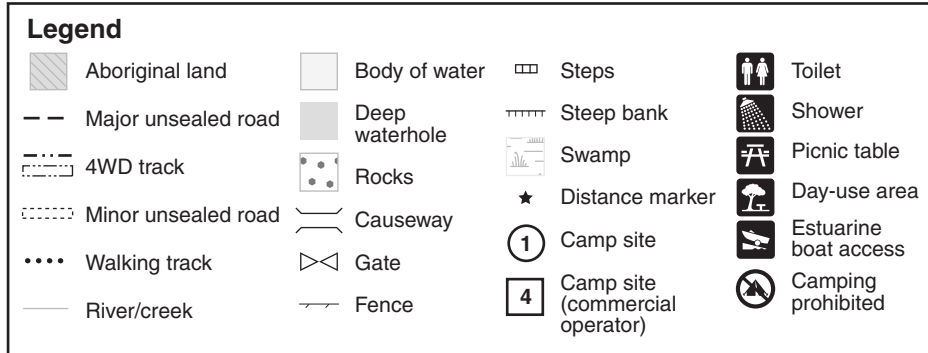 Legend
Aboriginal land
Major unsealed road
4WD track
Minor unsealed road
Walking track
River/creek
Body of water
Deep
waterhole
Rocks
Causeway
Gate
Fence
Steps
Steep bank
Swamp
Distance marker
1
Camp site
4
Camp site
(commercial
operator)
Toilet
Shower
Picnic table
Day-use area
Estuarine
boat access
Camping
prohibited